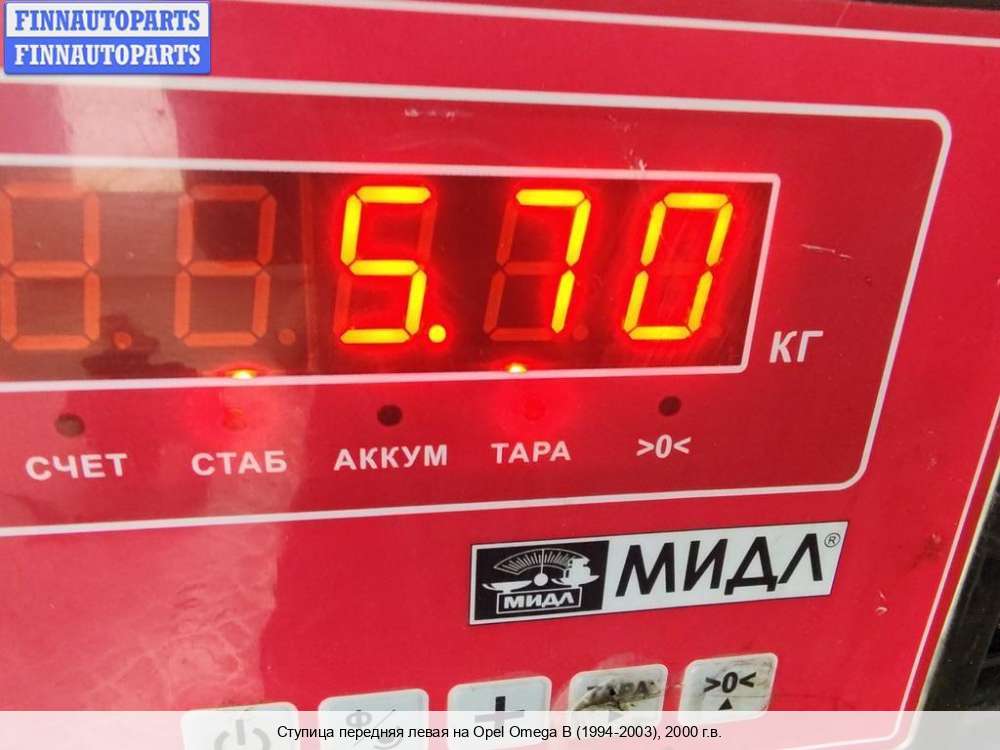 FINNAUTOPARTS
FINNAUTOPARTS
5.70
КГ
СЧЕТ СТАБ АККУМ ТАРА >0<
МИДЛ МИДЛ®
ТАРА >0<
Ступица передняя левая на Opel Omega B (1994-2003), 2000 г.в.